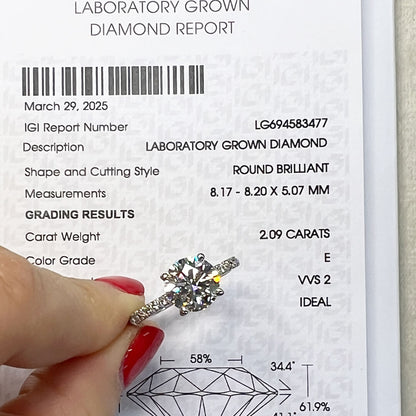 LABORATORY GROWN
DIAMOND REPORT
March 29, 2025
IGI Report Number LG694583477
Description LABORATORY GROWN DIAMOND
Shape and Cutting Style ROUND BRILLIANT
Measurements 8.17 - 8.20 X 5.07 MM
GRADING RESULTS
Carat Weight 2.09 CARATS
Color Grade E
VVS 2
IDEAL
58%
34.4°
61.9%
41.1°